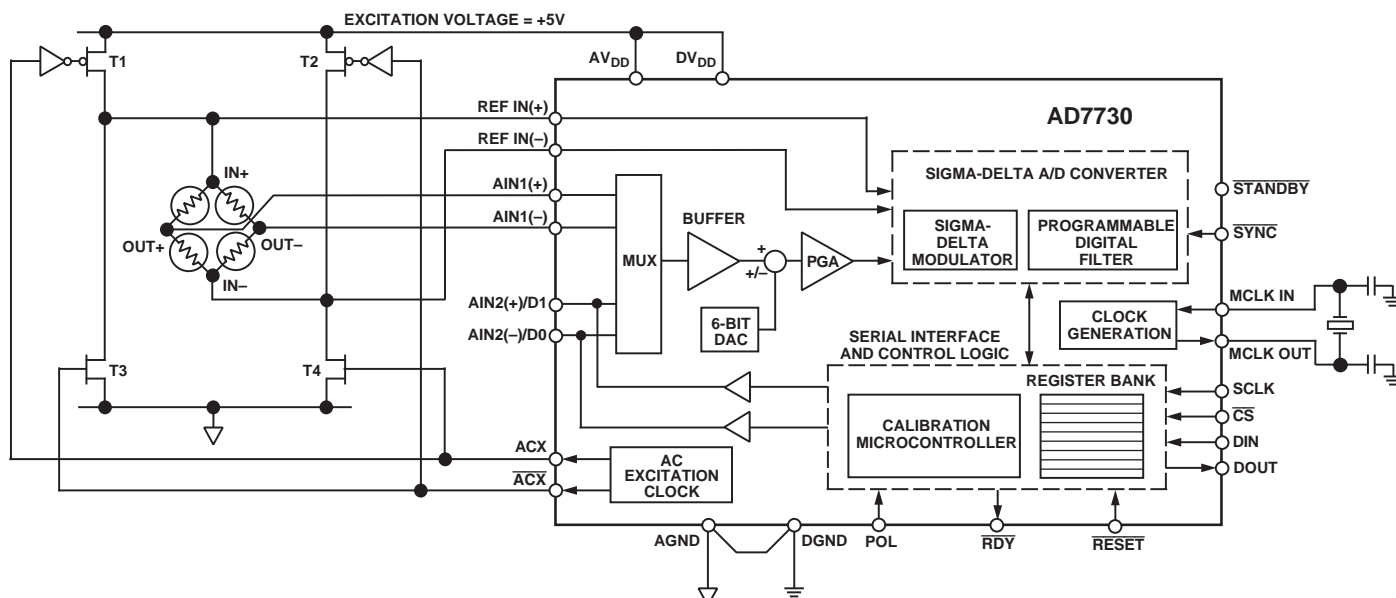 EXCITATION VOLTAGE = +5V
T1
T2
AVDD
DVDD
AD7730
REF IN(+)
REF IN(–)
AIN1(+)
AIN1(–)
IN+
OUT+
OUT–
IN–
AIN2(+)/D1
AIN2(–)/D0
MUX
BUFFER
+
+/–
PGA
6-BIT
DAC
SIGMA-DELTA A/D CONVERTER
SIGMA-
DELTA
MODULATOR
PROGRAMMABLE
DIGITAL
FILTER
STANDBY
SYNC
MCLK IN
CLOCK
GENERATION
MCLK OUT
SERIAL INTERFACE
AND CONTROL LOGIC
REGISTER BANK
CALIBRATION
MICROCONTROLLER
SCLK
CS
DIN
DOUT
T3
T4
ACX
ACX
AC
EXCITATION
CLOCK
AGND
DGND
POL
RDY
RESET